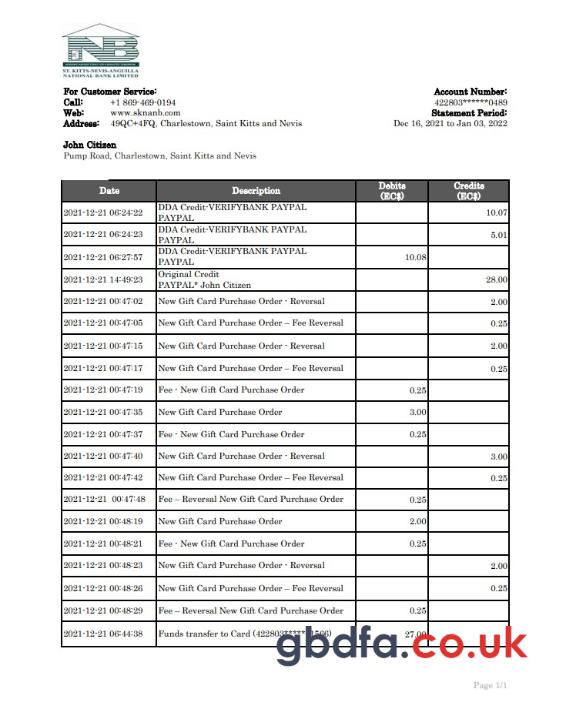 NB
ST. KITTS-NEVIS-ANGUILLA
NATIONAL BANK LIMITED
For Customer Service:
Call: +1 869-469-0194
Web: www.sknanb.com
Address: 49QC+4FQ, Charlestown, Saint Kitts and Nevis
Account Number:
422803******0489
Statement Period:
Dec 16, 2021 to Jan 03, 2022
John Citizen
Pump Road, Charlestown, Saint Kitts and Nevis
Date Description Debits (EC$) Credits (EC$)
2021-12-21 06:24:22 DDA Credit-VERIFYBANK PAYPAL 10.07
PAYPAL
2021-12-21 06:24:23 DDA Credit-VERIFYBANK PAYPAL 5.01
PAYPAL
2021-12-21 06:27:57 DDA Credit-VERIFYBANK PAYPAL 10.08
PAYPAL
2021-12-21 14:49:23 Original Credit 28.00
PAYPAL* John Citizen
2021-12-21 00:47:02 New Gift Card Purchase Order - Reversal 2.00
2021-12-21 00:47:05 New Gift Card Purchase Order – Fee Reversal 0.25
2021-12-21 00:47:15 New Gift Card Purchase Order - Reversal 2.00
2021-12-21 00:47:17 New Gift Card Purchase Order – Fee Reversal 0.25
2021-12-21 00:47:19 Fee - New Gift Card Purchase Order 0.25
2021-12-21 00:47:35 New Gift Card Purchase Order 3.00
2021-12-21 00:47:37 Fee - New Gift Card Purchase Order 0.25
2021-12-21 00:47:40 New Gift Card Purchase Order - Reversal 3.00
2021-12-21 00:47:42 New Gift Card Purchase Order – Fee Reversal 0.25
2021-12-21 00:47:48 Fee – Reversal New Gift Card Purchase Order 0.25
2021-12-21 00:48:19 New Gift Card Purchase Order 2.00
2021-12-21 00:48:21 Fee - New Gift Card Purchase Order 0.25
2021-12-21 00:48:23 New Gift Card Purchase Order - Reversal 2.00
2021-12-21 00:48:26 New Gift Card Purchase Order – Fee Reversal 0.25
2021-12-21 00:48:29 Fee – Reversal New Gift Card Purchase Order 0.25
2021-12-21 06:44:38 Funds transfer to Card 27.00
gbdfa.co.uk
Page 1/1